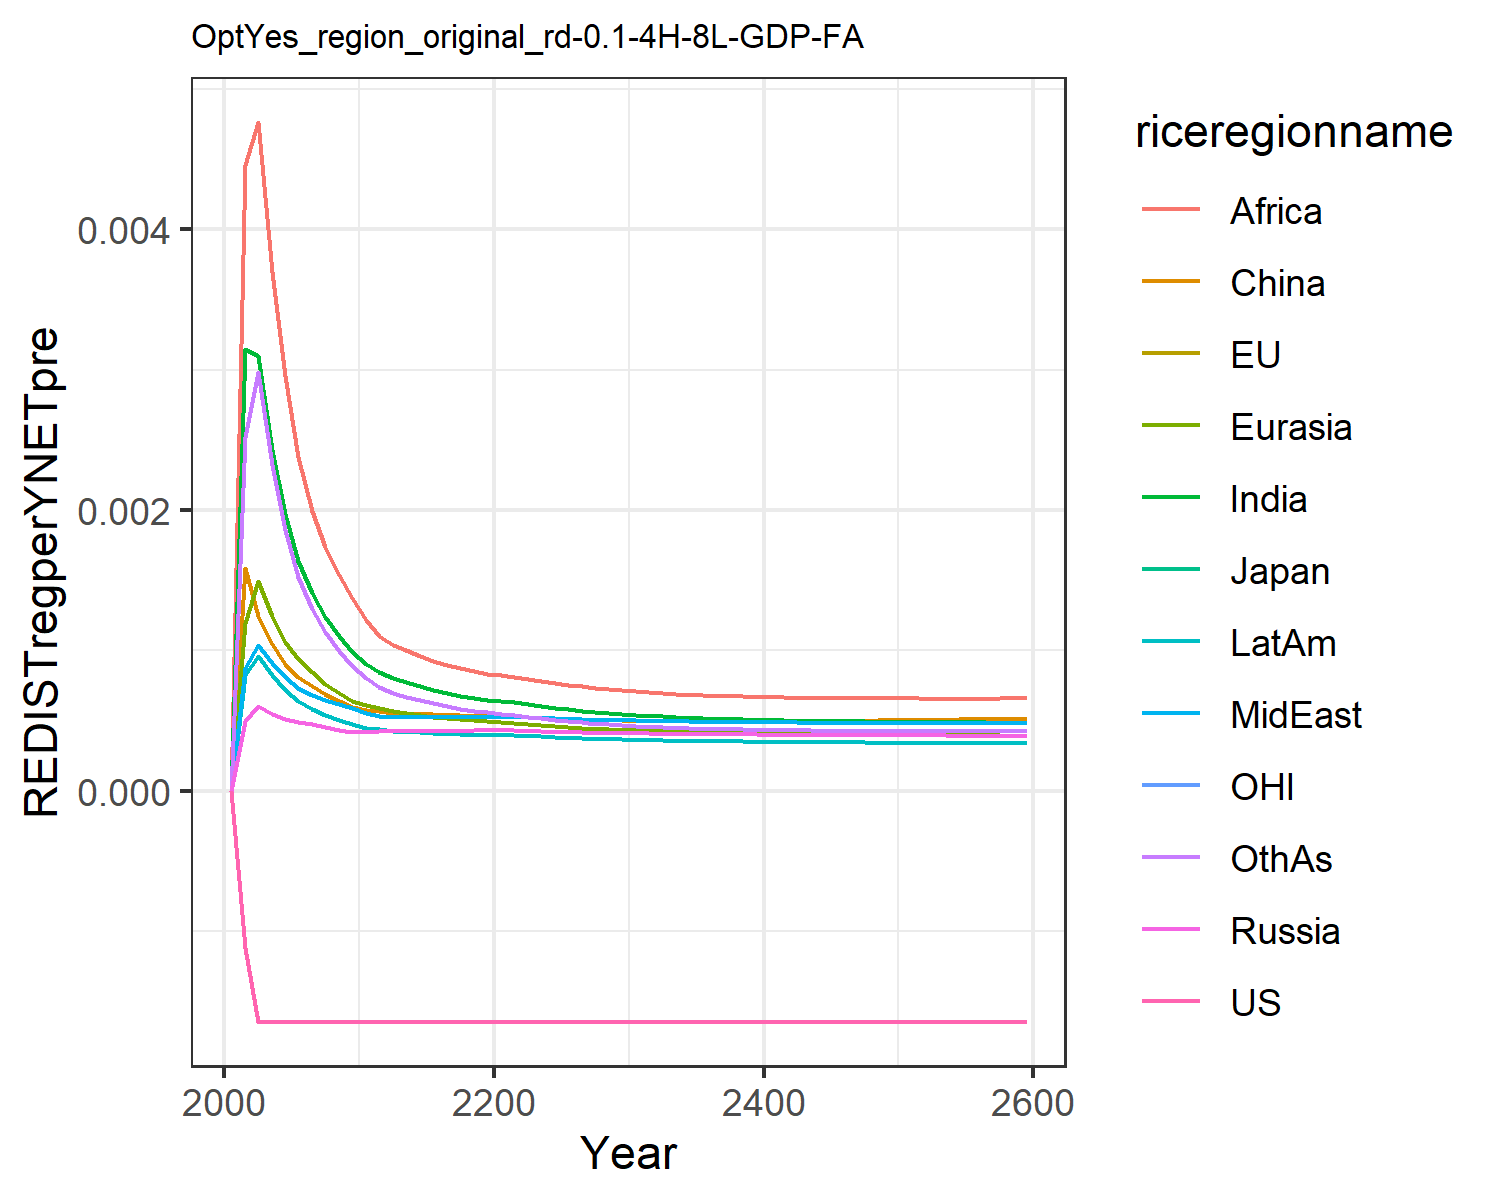 OptYes_region_original_rd-0.1-4H-8L-GDP-FA
REDISTregperYNETpre
0.004
0.002
0.000
2000 2200 2400 2600
Year
riceregionname
Africa
China
EU
Eurasia
India
Japan
LatAm
MidEast
OHI
OthAs
Russia
US